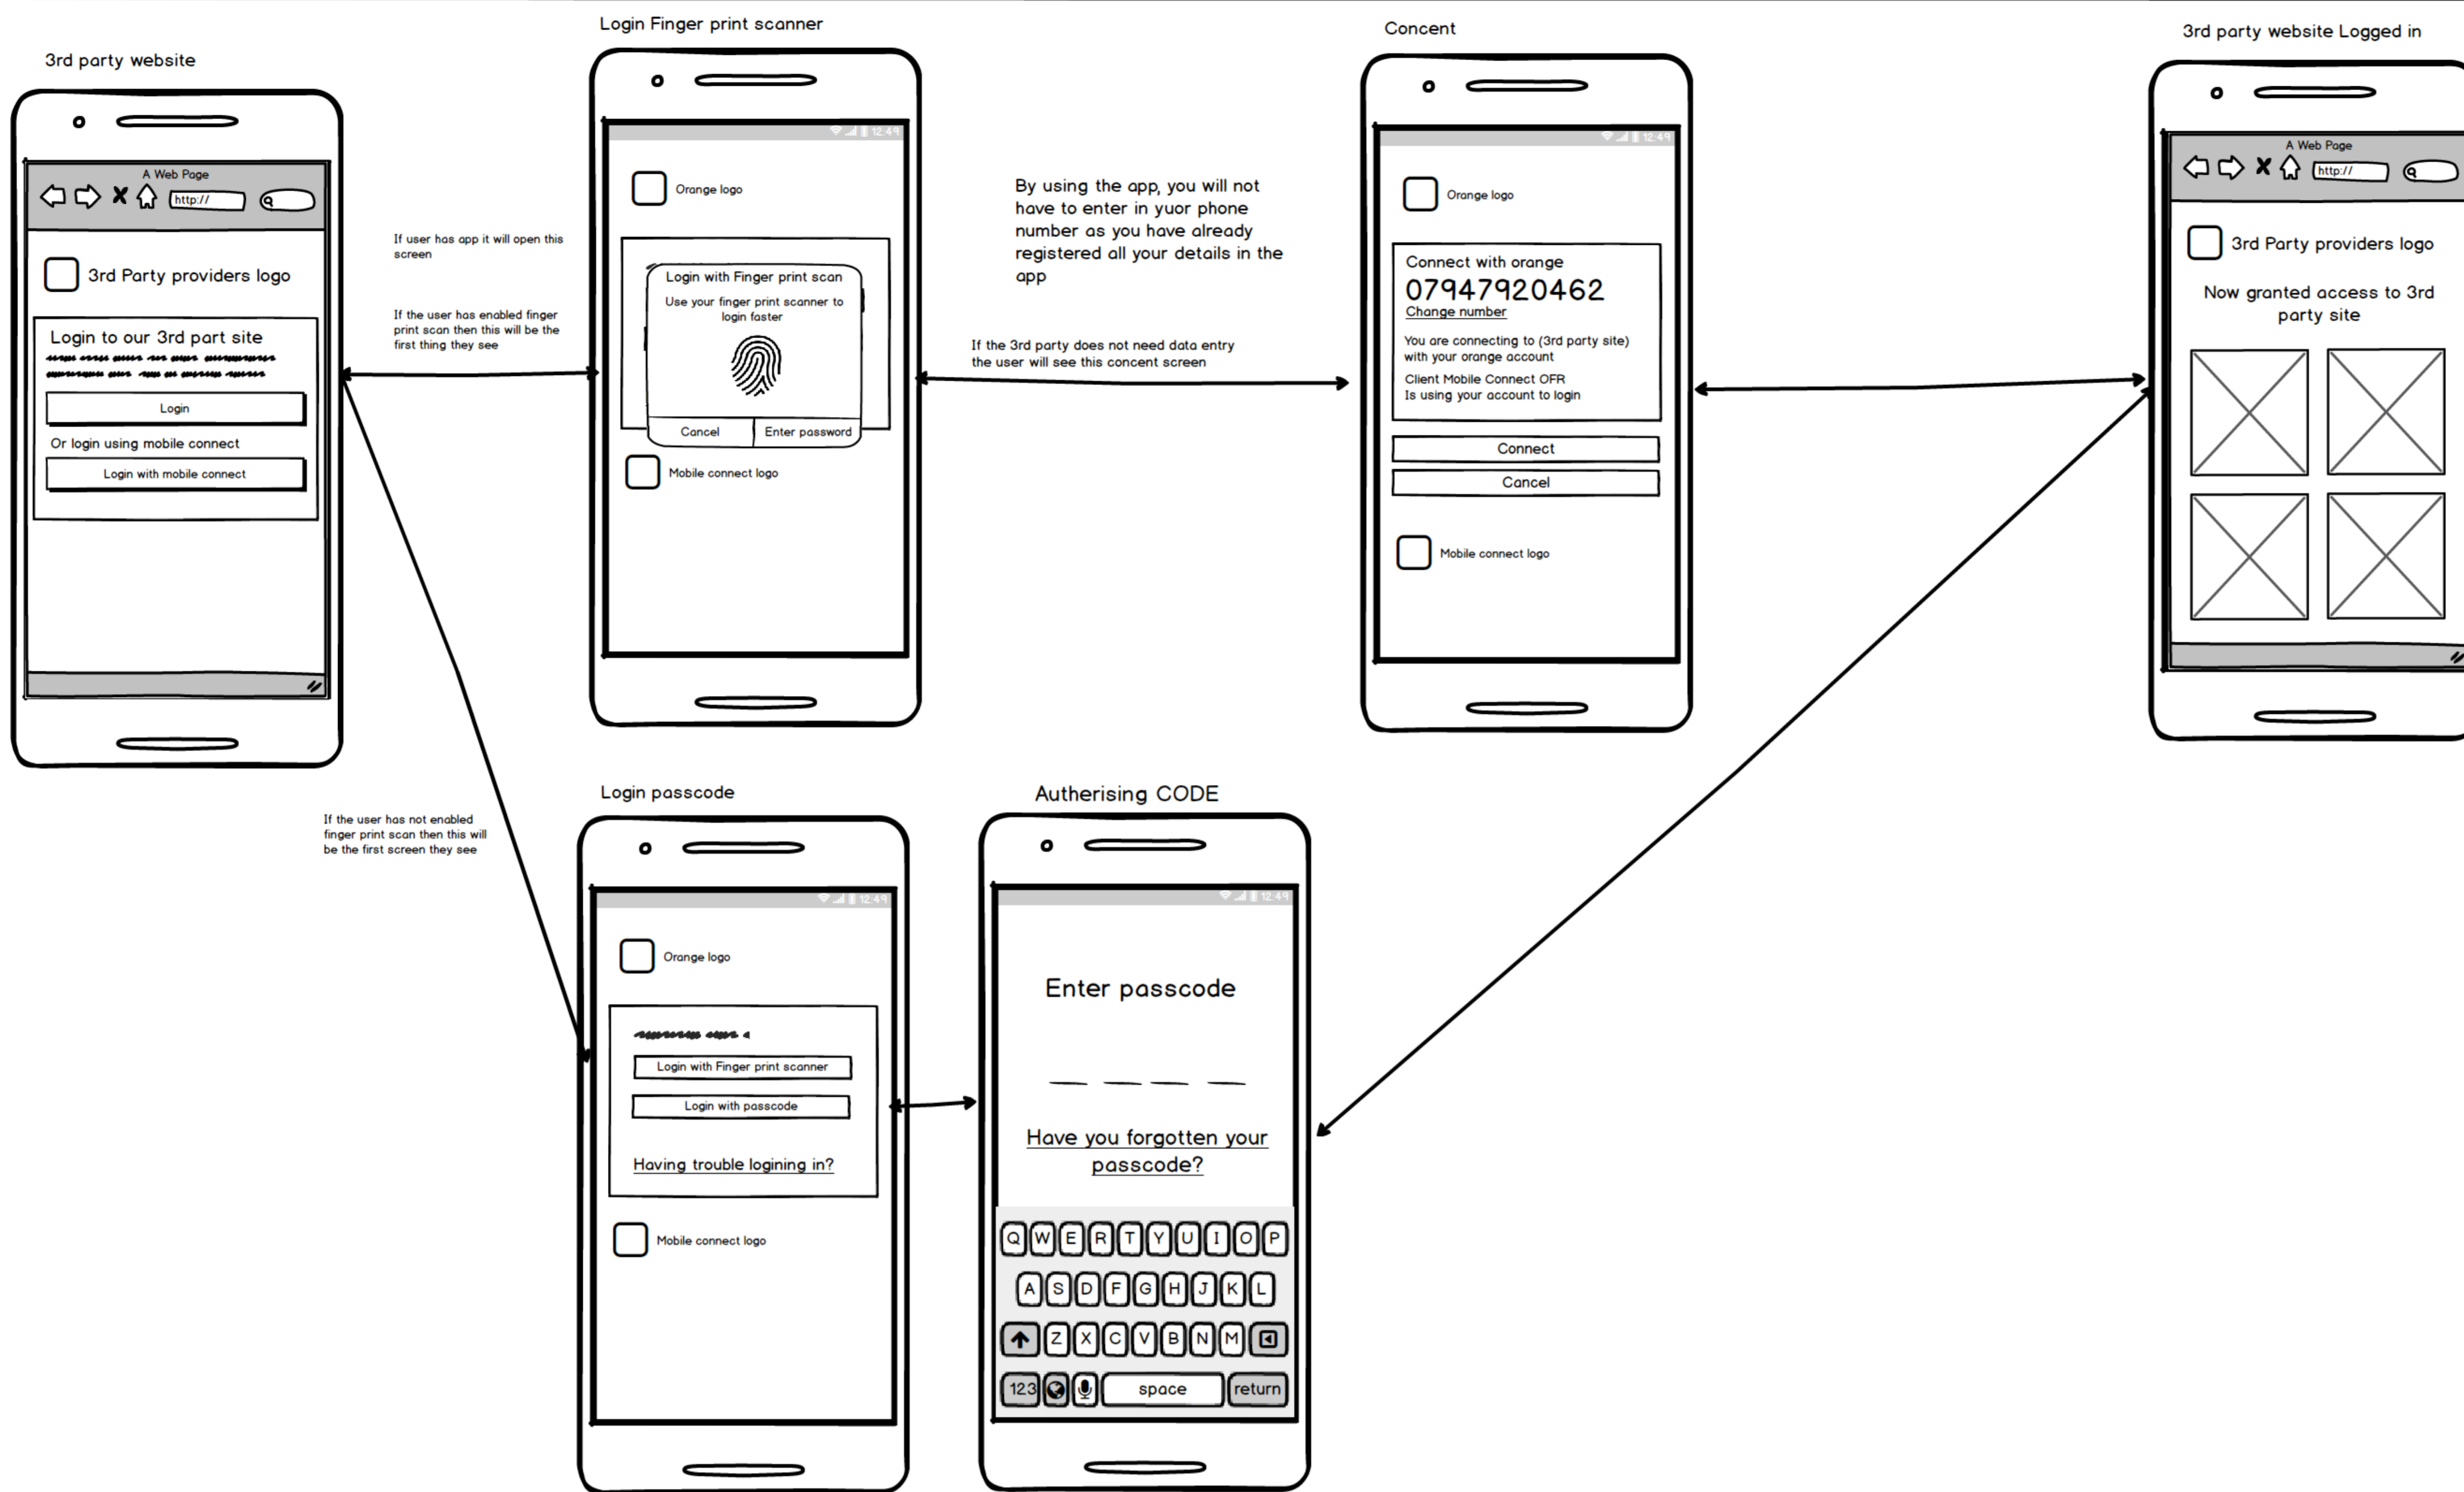 3rd party website
A Web Page
http://
3rd Party providers logo
Login to our 3rd part site
Login
Or login using mobile connect
Login with mobile connect
If user has app it will open this
screen
If the user has enabled finger
print scan then this will be the
first thing they see
Login Finger print scanner
12:49
Orange logo
Login with Finger print scan
Use your finger print scanner to
login faster
Cancel
Enter password
Mobile connect logo
By using the app, you will not
have to enter in yuor phone
number as you have already
registered all your details in the
app
If the 3rd party does not need data entry
the user will see this concent screen
Concent
12:49
Orange logo
Connect with orange
07947920462
Change number
You are connecting to (3rd party site)
with your orange account
Client Mobile Connect OFR
Is using your account to login
Connect
Cancel
Mobile connect logo
3rd party website Logged in
A Web Page
http://
3rd Party providers logo
Now granted access to 3rd
party site
If the user has not enabled
finger print scan then this will
be the first screen they see
Login passcode
12:49
Orange logo
Login with Finger print scanner
Login with passcode
Having trouble logining in?
Mobile connect logo
Autherising CODE
12:49
Enter passcode
Have you forgotten your
passcode?
Q W E R T Y U I O P
A S D F G H J K L
Z X C V B N M
123 space return